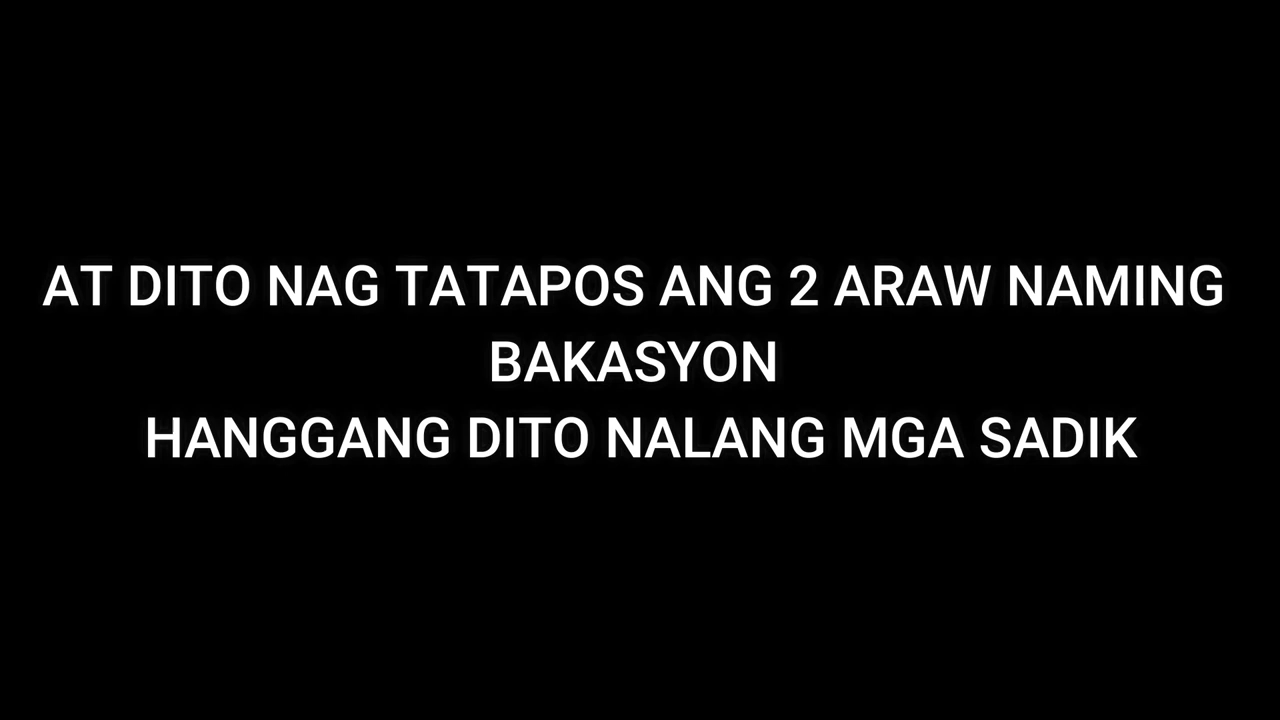 AT DITO NAG TATAPOS ANG 2 ARAW NAMING
BAKASYON
HANGGANG DITO NALANG MGA SADIK